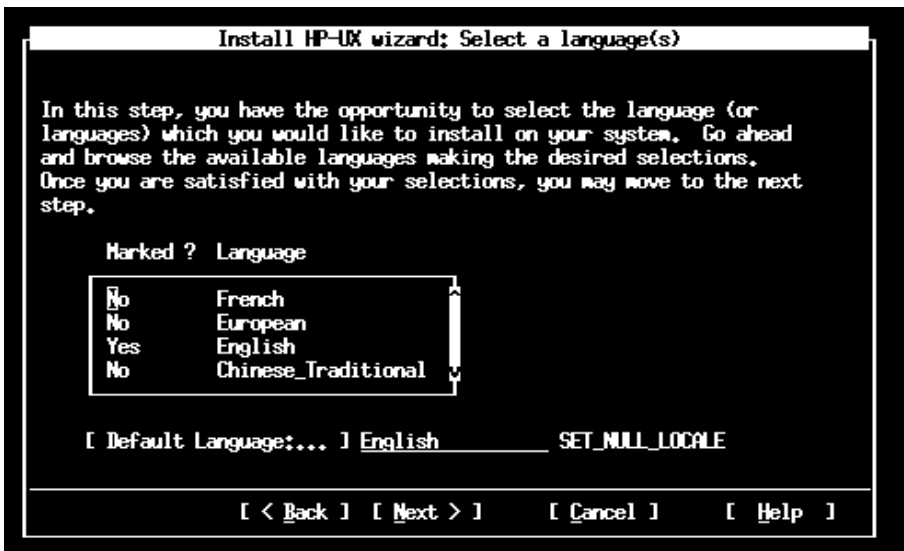 Install HP-UX wizard: Select a language(s)
In this step, you have the opportunity to select the language (or
languages) which you would like to install on your system.  Go ahead
and browse the available languages making the desired selections.
Once you are satisfied with your selections, you may move to the next
step.
Marked ?  Language
No        French
No        European
Yes       English
No        Chinese_Traditional
[ Default Language:... ] English__________ SET_NULL_LOCALE
[ < Back ]  [ Next > ]      [ Cancel ]      [  Help  ]